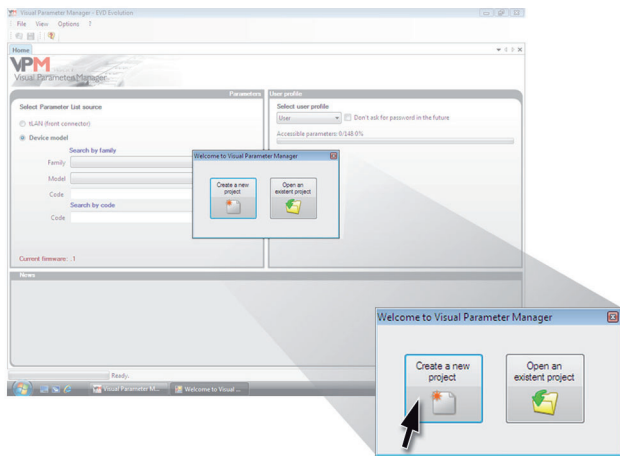 Visual Parameter Manager - EVD Evolution
File View Options ?
Home
VPM
Visual Parameter Manager
Parameters
User profile
Select Parameter List source
tLAN (front connector)
Device model
Search by family
Family
Model
Code
Search by code
Code
Current firmware: .1
Select user profile
User
Don't ask for password in the future
Accessible parameters: 0/148 0%
Welcome to Visual Parameter Manager
Create a new
project
Open an
existent project
News
Ready.
Visual Parameter M...
Welcome to Visual ...
Welcome to Visual Parameter Manager
Create a new
project
Open an
existent project